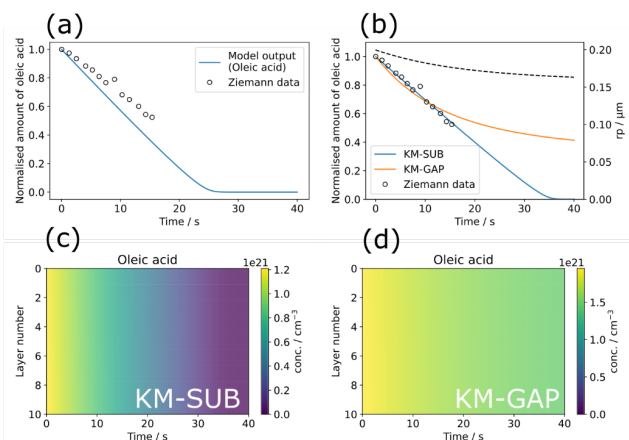 (a)
Normalised amount of oleic acid
1.0
0.8
0.6
0.4
0.2
0.0
0 10 20 30 40
Time / s
Model output
(Oleic acid)
Ziemann data
(b)
Normalised amount of oleic acid
1.0
0.8
0.6
0.4
0.2
0.0
0 10 20 30 40
Time / s
KM-SUB
KM-GAP
Ziemann data
0.20
0.15
0.10
0.05
0.00
rp / μm
(c)
Oleic acid
1e21
Layer number
0
2
4
6
8
10
0 10 20 30 40
Time / s
KM-SUB
1.2
1.0
0.8
0.6
0.4
0.2
0.0
conc. / cm⁻³
(d)
Oleic acid
1e21
Layer number
0
2
4
6
8
10
0 10 20 30 40
Time / s
KM-GAP
1.5
1.0
0.5
0.0
conc. / cm⁻³